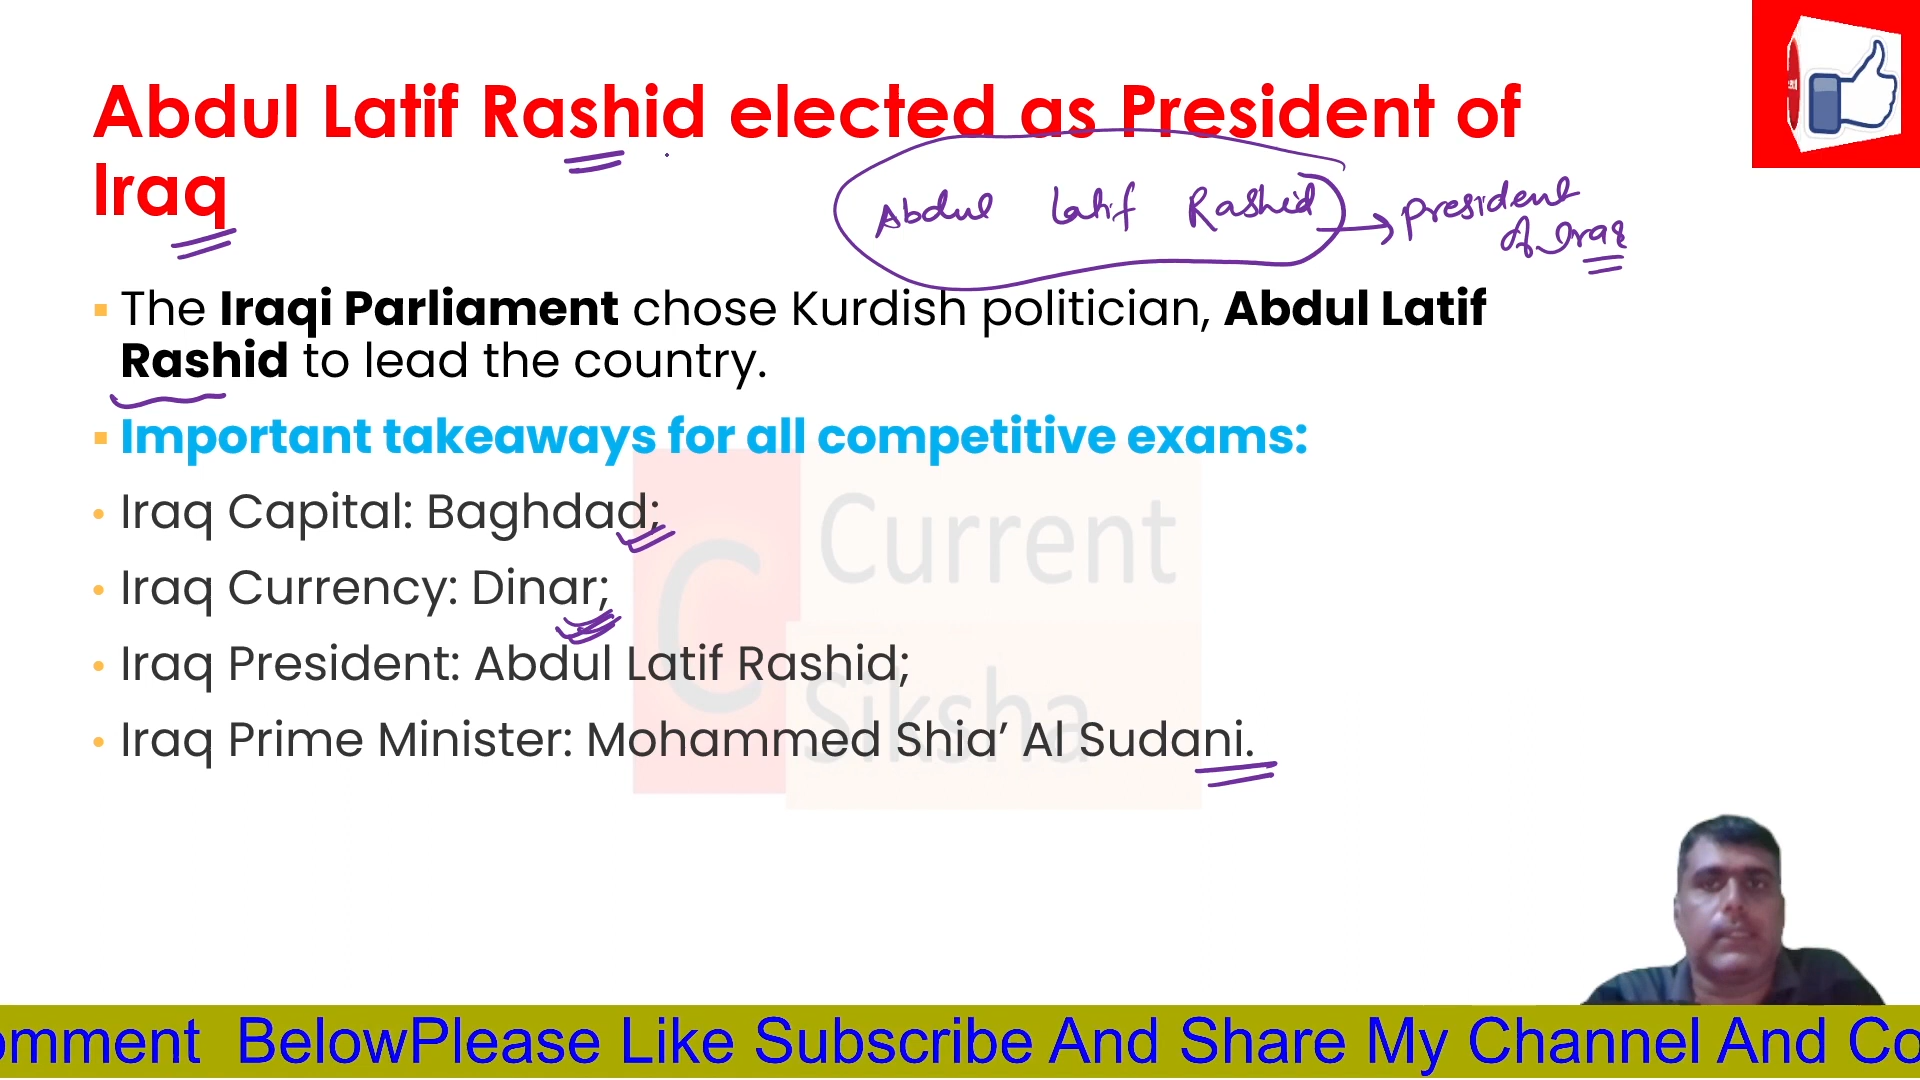 Abdul Latif Rashid elected as President of
Iraq
Abdul Latif Rashid → president
of Iraq
▪ The Iraqi Parliament chose Kurdish politician, Abdul Latif
Rashid to lead the country.
▪ Important takeaways for all competitive exams:
• Iraq Capital: Baghdad;
• Iraq Currency: Dinar;
• Iraq President: Abdul Latif Rashid;
• Iraq Prime Minister: Mohammed Shia’ Al Sudani.
C Current
Siksha
omment BelowPlease Like Subscribe And Share My Channel And Co